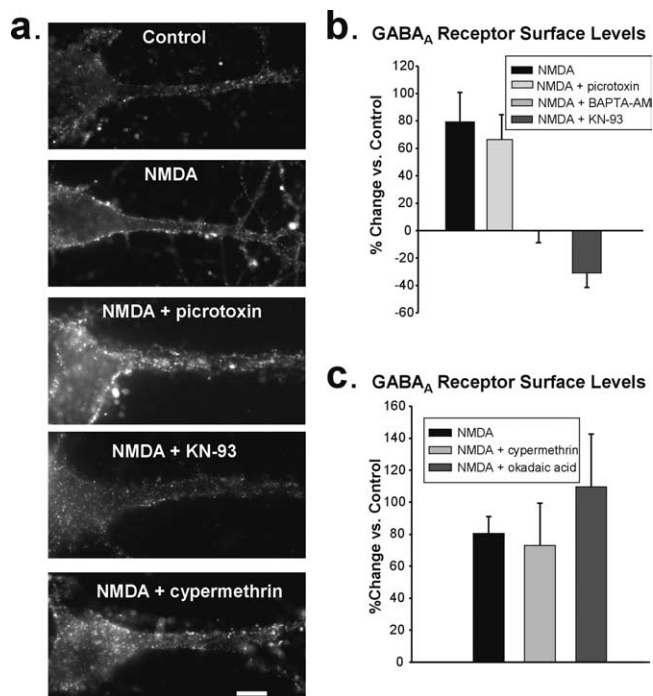 a.
Control
NMDA
NMDA + picrotoxin
NMDA + KN-93
NMDA + cypermethrin
b.
GABAA Receptor Surface Levels
% Change vs. Control
120
100
80
60
40
20
0
-20
-40
-60
NMDA
NMDA + picrotoxin
NMDA + BAPTA-AM
NMDA + KN-93
c.
GABAA Receptor Surface Levels
%Change vs. Control
160
140
120
100
80
60
40
20
0
NMDA
NMDA + cypermethrin
NMDA + okadaic acid